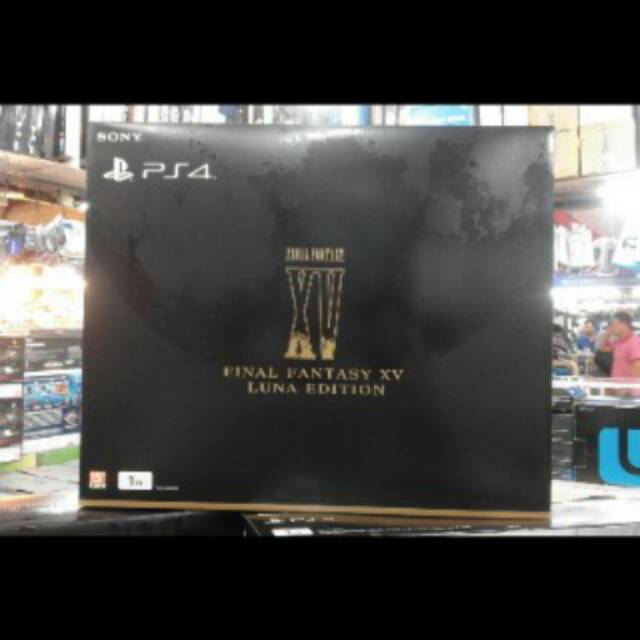 SONY
PS4
FINAL FANTASY
XV
FINAL FANTASY XV
LUNA EDITION
1TB